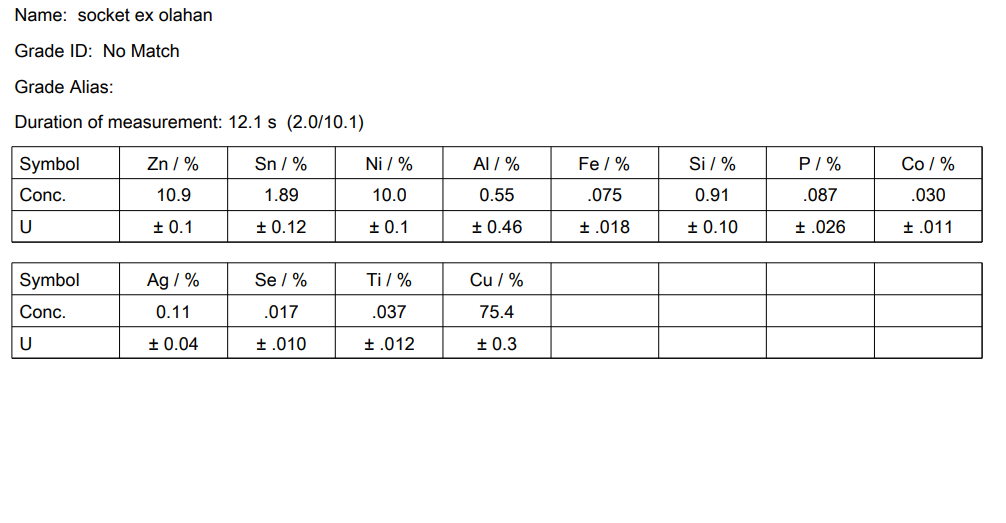 Name: socket ex olahan
Grade ID: No Match
Grade Alias:
Duration of measurement: 12.1 s (2.0/10.1)
Symbol Zn / % Sn / % Ni / % Al / % Fe / % Si / % P / % Co / %
Conc. 10.9 1.89 10.0 0.55 .075 0.91 .087 .030
U ± 0.1 ± 0.12 ± 0.1 ± 0.46 ± .018 ± 0.10 ± .026 ± .011
Symbol Ag / % Se / % Ti / % Cu / %
Conc. 0.11 .017 .037 75.4
U ± 0.04 ± .010 ± .012 ± 0.3